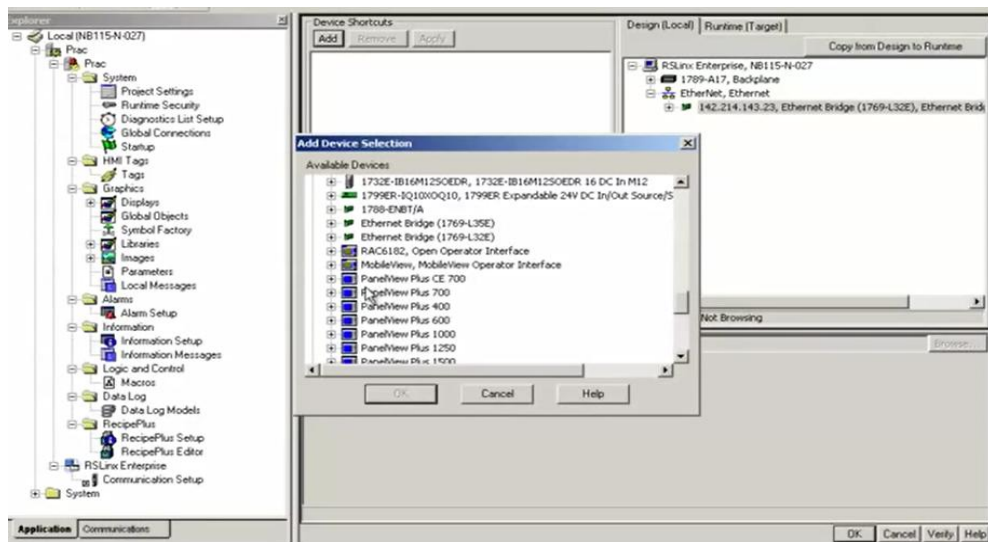 xplorer
Local (NB115-N-027)
Prac
Prac
System
Project Settings
Runtime Security
Diagnostics List Setup
Global Connections
Startup
HMI Tags
Tags
Graphics
Displays
Global Objects
Symbol Factory
Libraries
Images
Parameters
Local Messages
Alarms
Alarm Setup
Information
Information Setup
Information Messages
Logic and Control
Macros
Data Log
Data Log Models
RecipePlus
RecipePlus Setup
RecipePlus Editor
RSLinx Enterprise
Communication Setup
System
Application Communications
Device Shortcuts
Add Remove Apply
Design (Local) Runtime (Target)
Copy from Design to Runtime
RSLinx Enterprise, NB115-N-027
1789-A17, Backplane
EtherNet, Ethernet
142.214.143.23, Ethernet Bridge (1769-L32E), Ethernet Brid
Add Device Selection
Available Devices
1732E-IB16M12SOEDR, 1732E-IB16M12SOEDR 16 DC In M12
1799ER-IQ10XOQ10, 1799ER Expandable 24V DC In/Out Source/S
1788-ENBT/A
Ethernet Bridge (1769-L35E)
Ethernet Bridge (1769-L32E)
RAC6182, Open Operator Interface
MobileView, MobileView Operator Interface
PanelView Plus CE 700
PanelView Plus 700
PanelView Plus 400
PanelView Plus 600
PanelView Plus 1000
PanelView Plus 1250
PanelView Plus 1500
OK Cancel Help
Not Browsing
Browse...
OK Cancel Verify Help